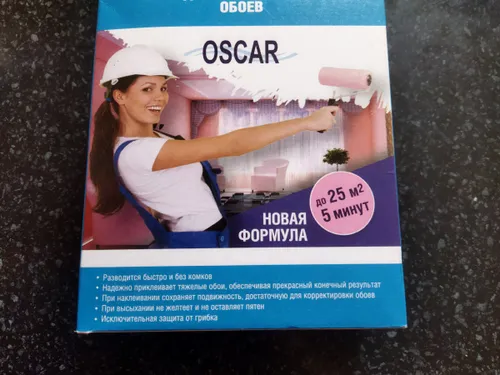 ОБОЕВ
OSCAR
до 25 м2
5 минут
НОВАЯ
ФОРМУЛА
• Разводится быстро и без комков
• Надежно приклеивает тяжелые обои, обеспечивая прекрасный конечный результат
• При наклеивании сохраняет подвижность, достаточную для корректировки обоев
• При высыхании не желтеет и не оставляет пятен
• Исключительная защита от грибка